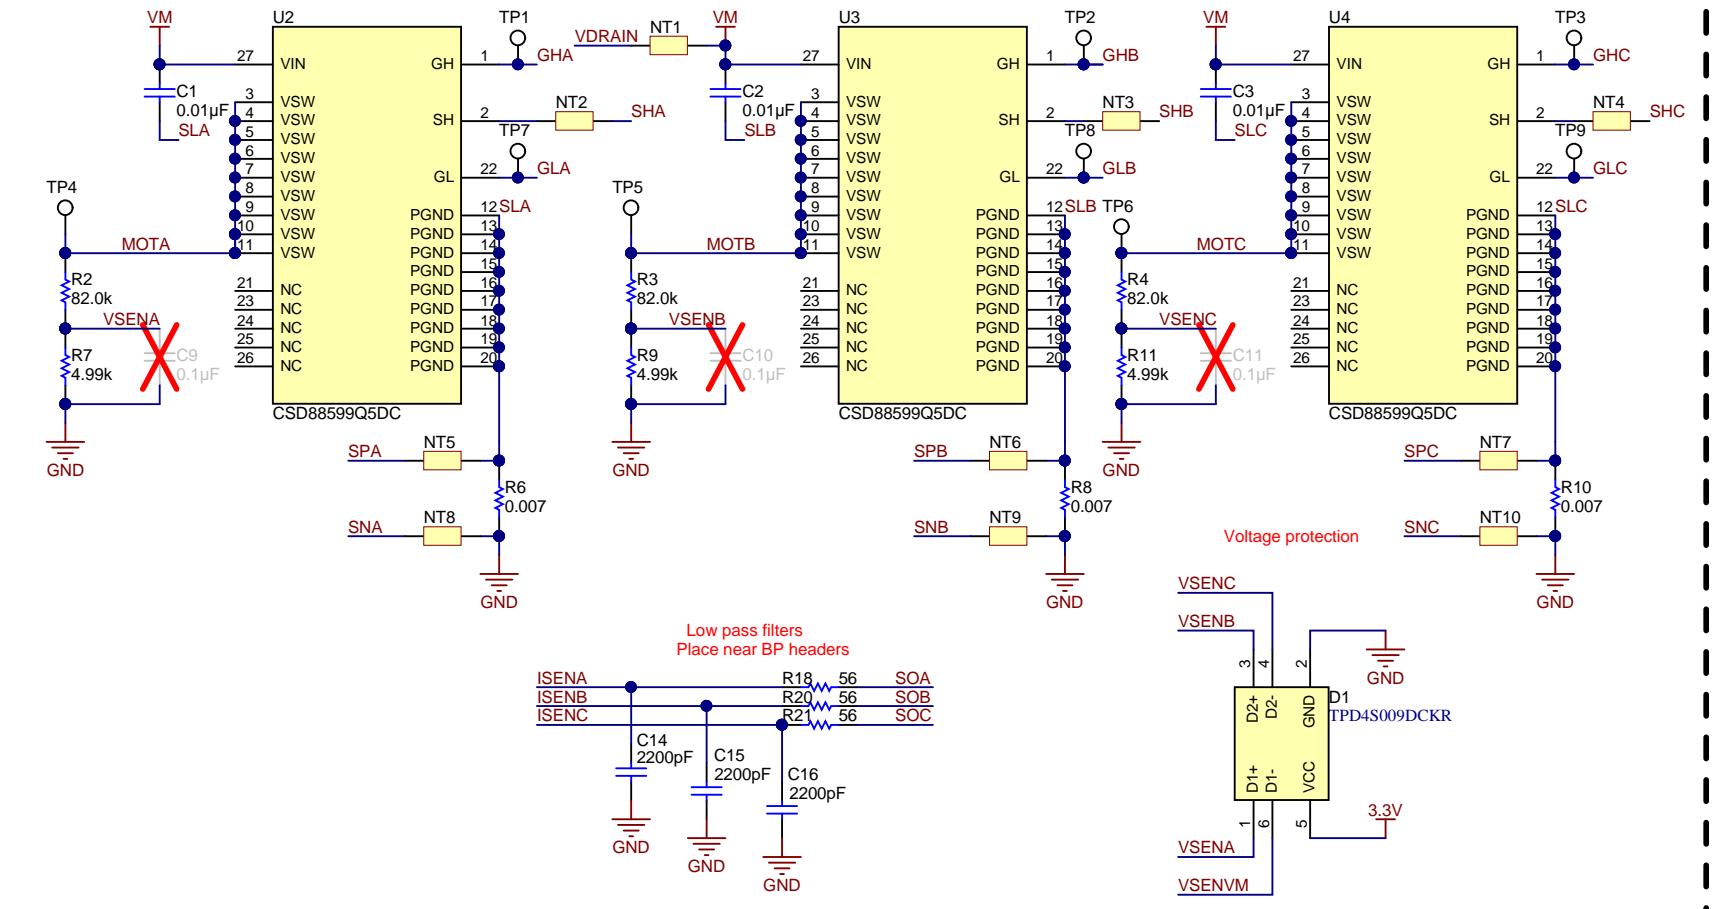 VM
U2
TP1
VDRAIN
NT1
VM
U3
TP2
VM
U4
TP3
27
VIN
GH
1
GHA
27
VIN
GH
1
GHB
27
VIN
GH
1
GHC
C1
0.01µF
SLA
C2
0.01µF
SLB
C3
0.01µF
SLC
3
VSW
4
VSW
5
VSW
6
VSW
7
VSW
8
VSW
9
VSW
10
VSW
11
VSW
SH
2
NT2
SHA
TP7
GL
22
GLA
3
VSW
4
VSW
5
VSW
6
VSW
7
VSW
8
VSW
9
VSW
10
VSW
11
VSW
SH
2
NT3
SHB
TP8
GL
22
GLB
3
VSW
4
VSW
5
VSW
6
VSW
7
VSW
8
VSW
9
VSW
10
VSW
11
VSW
SH
2
NT4
SHC
TP9
GL
22
GLC
TP4
MOTA
TP5
MOTB
TP6
MOTC
PGND
12
SLA
PGND
13
PGND
14
PGND
15
PGND
16
PGND
17
PGND
18
PGND
19
PGND
20
PGND
12
SLB
PGND
13
PGND
14
PGND
15
PGND
16
PGND
17
PGND
18
PGND
19
PGND
20
PGND
12
SLC
PGND
13
PGND
14
PGND
15
PGND
16
PGND
17
PGND
18
PGND
19
PGND
20
R2
82.0k
VSENA
R7
4.99k
C9
0.1µF
GND
21
NC
23
NC
24
NC
25
NC
26
NC
CSD88599Q5DC
R3
82.0k
VSENB
R9
4.99k
C10
0.1µF
GND
21
NC
23
NC
24
NC
25
NC
26
NC
CSD88599Q5DC
R4
82.0k
VSENC
R11
4.99k
C11
0.1µF
GND
21
NC
23
NC
24
NC
25
NC
26
NC
CSD88599Q5DC
SPA
NT5
R6
0.007
SNA
NT8
GND
SPB
NT6
R8
0.007
SNB
NT9
GND
SPC
NT7
R10
0.007
SNC
NT10
GND
Low pass filters
Place near BP headers
ISENA
R18
56
SOA
ISENB
R20
56
SOB
ISENC
R21
56
SOC
C14
2200pF
GND
C15
2200pF
GND
C16
2200pF
GND
Voltage protection
VSENC
VSENB
3
4
2
GND
D2+
D2-
GND
D1
TPD4S009DCKR
D1+
D1-
VCC
1
6
5
3.3V
VSENA
VSENVM